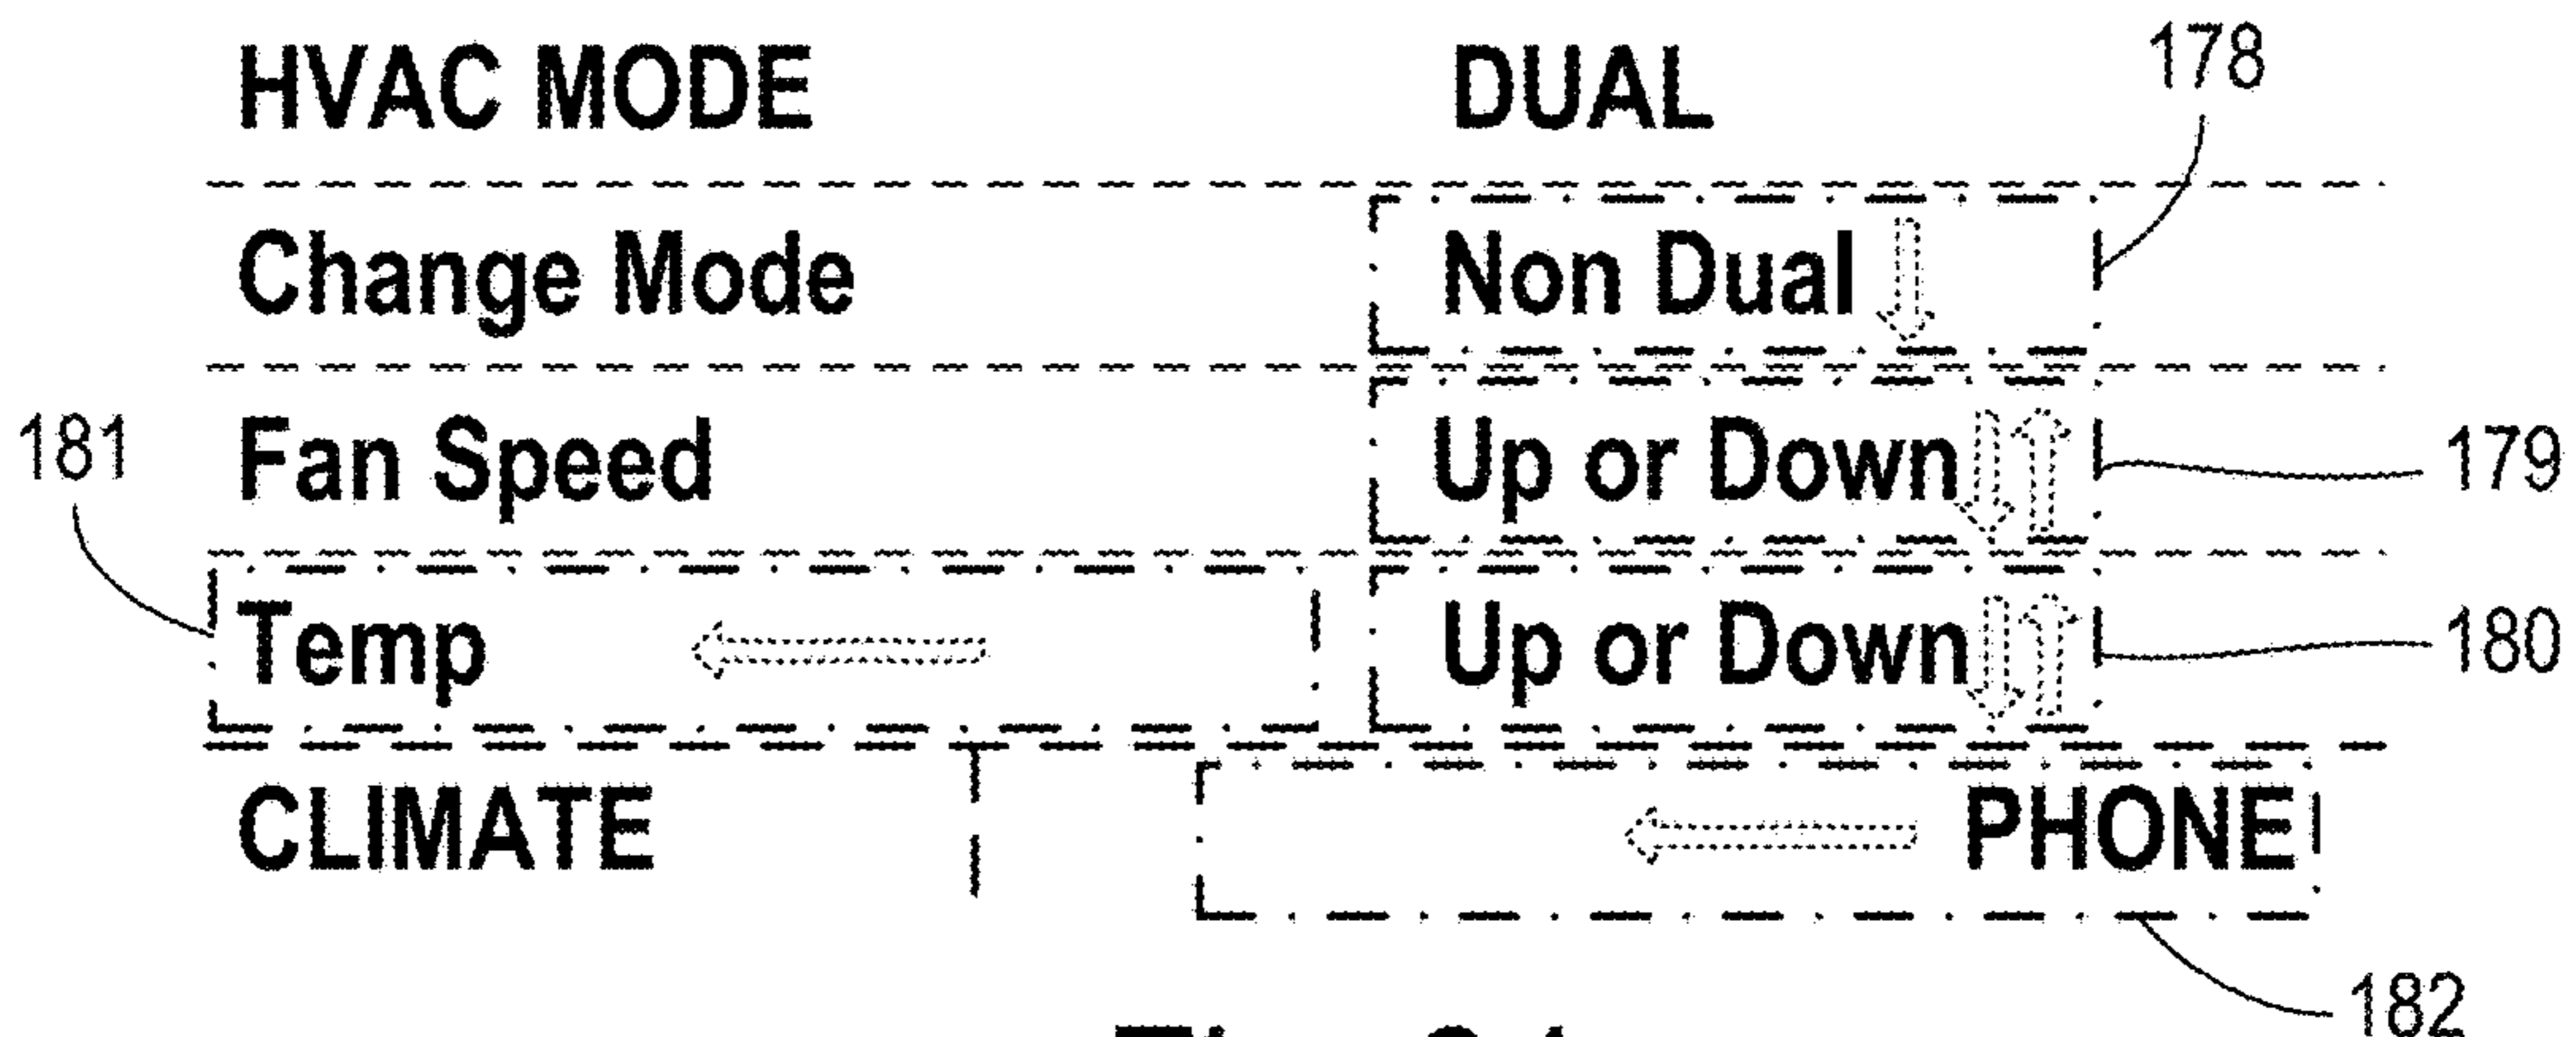 HVAC MODE DUAL 178
Change Mode Non Dual
181 Fan Speed Up or Down 179
Temp Up or Down 180
CLIMATE PHONE
182